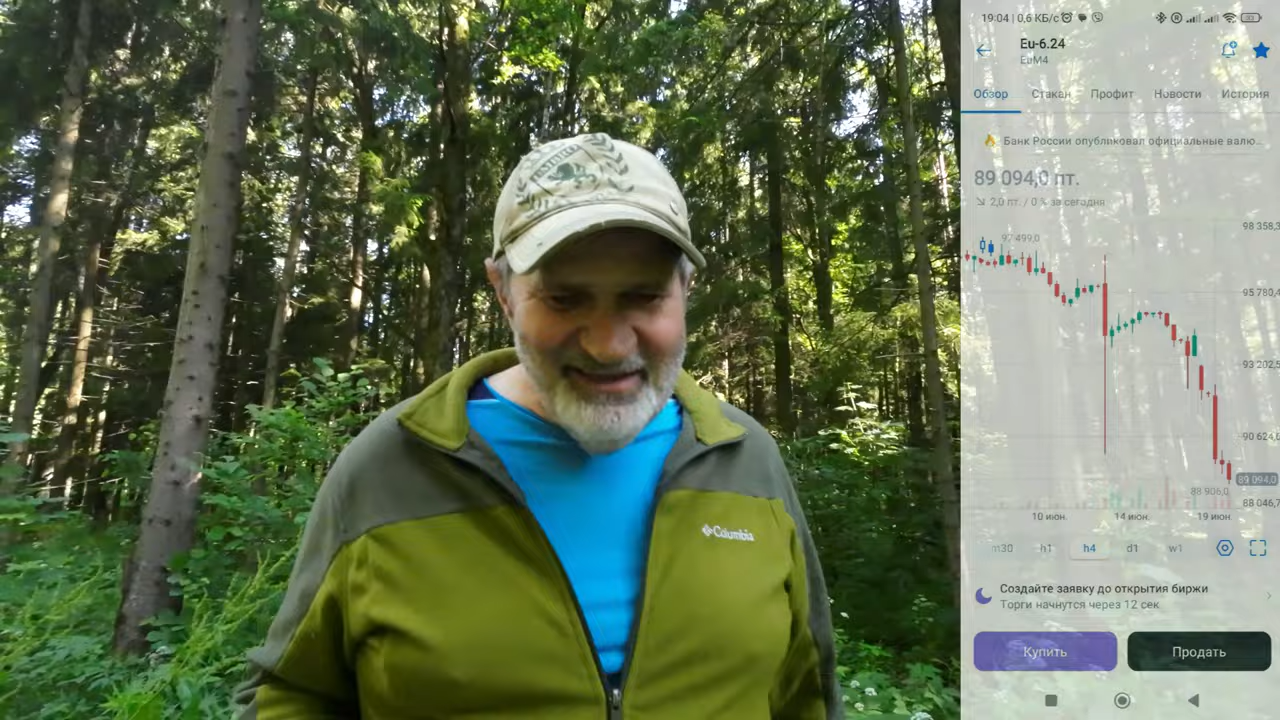 19:04 | 0,6 КБ/с
Eu-6.24
EuM4
Обзор Стакан Профит Новости История
Банк России опубликовал официальные валю...
89 094,0 пт.
2,0 пт. / 0 % за сегодня
98 358,3
97 499,0
95 780,4
93 202,5
90 624,6
89 094,0
88 906,0
88 046,7
10 июн. 14 июн. 19 июн.
m30 h1 h4 d1 w1
Создайте заявку до открытия биржи
Торги начнутся через 12 сек
Купить Продать
Columbia